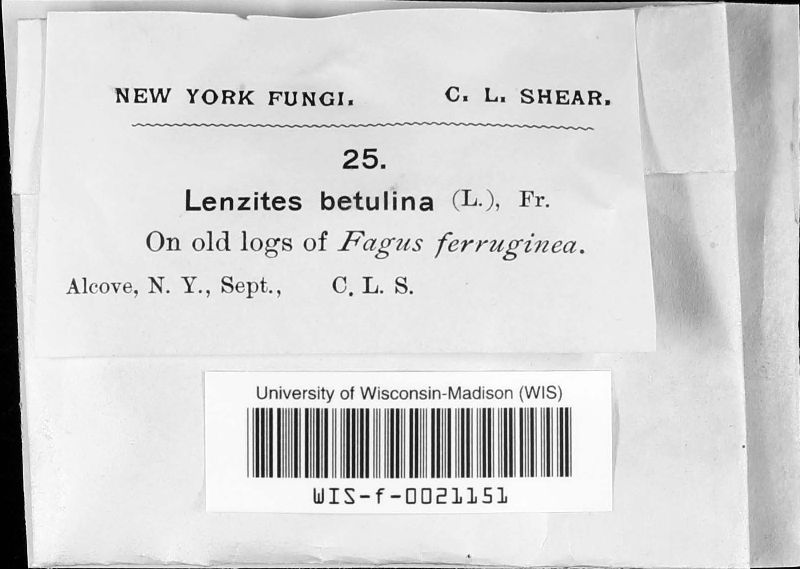 NEW YORK FUNGI. C. L. SHEAR.
25.
Lenzites betulina (L.), Fr.
On old logs of Fagus ferruginea.
Alcove, N. Y., Sept., C. L. S.
University of Wisconsin-Madison (WIS)
WIS-f-0021151